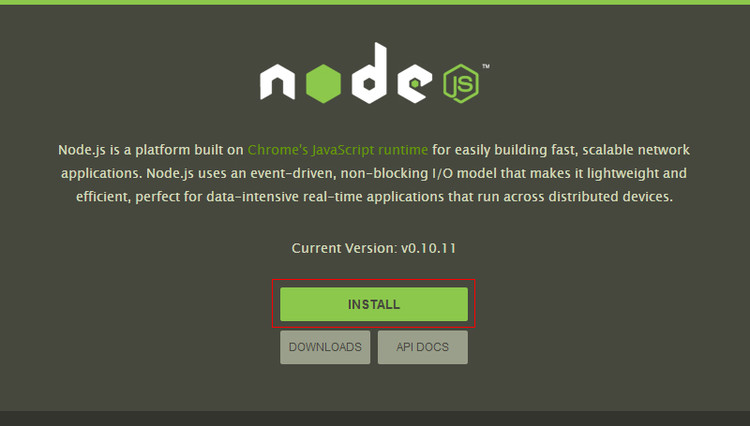 node JS™
Node.js is a platform built on Chrome's JavaScript runtime for easily building fast, scalable network
applications. Node.js uses an event-driven, non-blocking I/O model that makes it lightweight and
efficient, perfect for data-intensive real-time applications that run across distributed devices.
Current Version: v0.10.11
INSTALL
DOWNLOADS API DOCS